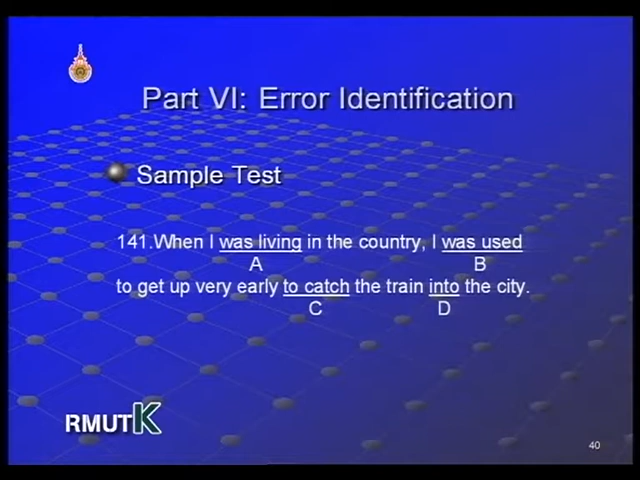 Part VI: Error Identification
Sample Test
141.When I was living in the country, I was used
A B
to get up very early to catch the train into the city.
C D
RMUTK
40